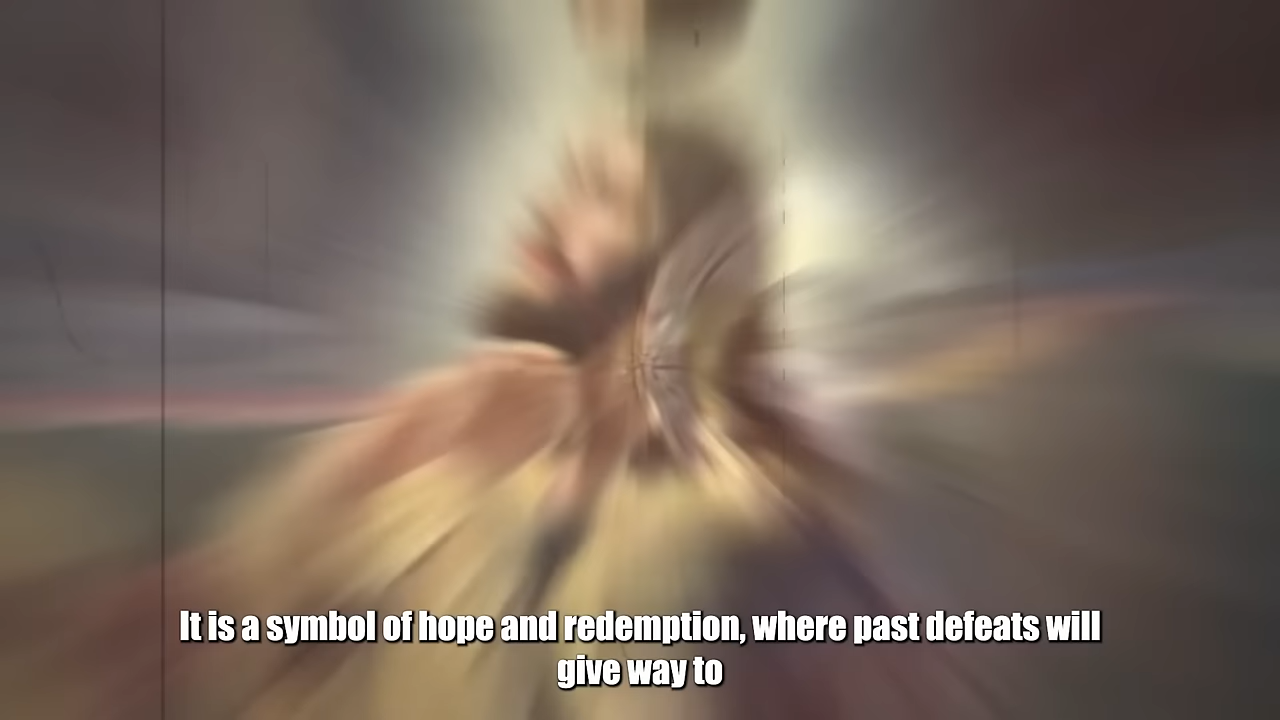 It is a symbol of hope and redemption, where past defeats will
give way to